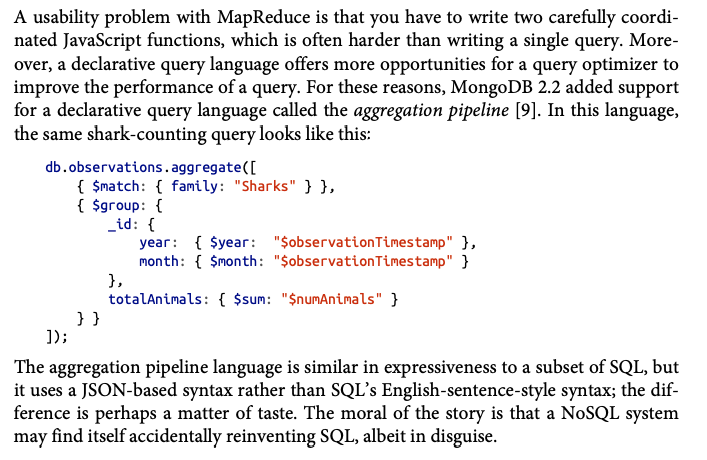 A usability problem with MapReduce is that you have to write two carefully coordi-
nated JavaScript functions, which is often harder than writing a single query. More-
over, a declarative query language offers more opportunities for a query optimizer to
improve the performance of a query. For these reasons, MongoDB 2.2 added support
for a declarative query language called the aggregation pipeline [9]. In this language,
the same shark-counting query looks like this:
db.observations.aggregate([
    { $match: { family: "Sharks" } },
    { $group: {
        _id: {
            year:  { $year:  "$observationTimestamp" },
            month: { $month: "$observationTimestamp" }
        },
        totalAnimals: { $sum: "$numAnimals" }
    } }
]);
The aggregation pipeline language is similar in expressiveness to a subset of SQL, but
it uses a JSON-based syntax rather than SQL’s English-sentence-style syntax; the dif-
ference is perhaps a matter of taste. The moral of the story is that a NoSQL system
may find itself accidentally reinventing SQL, albeit in disguise.